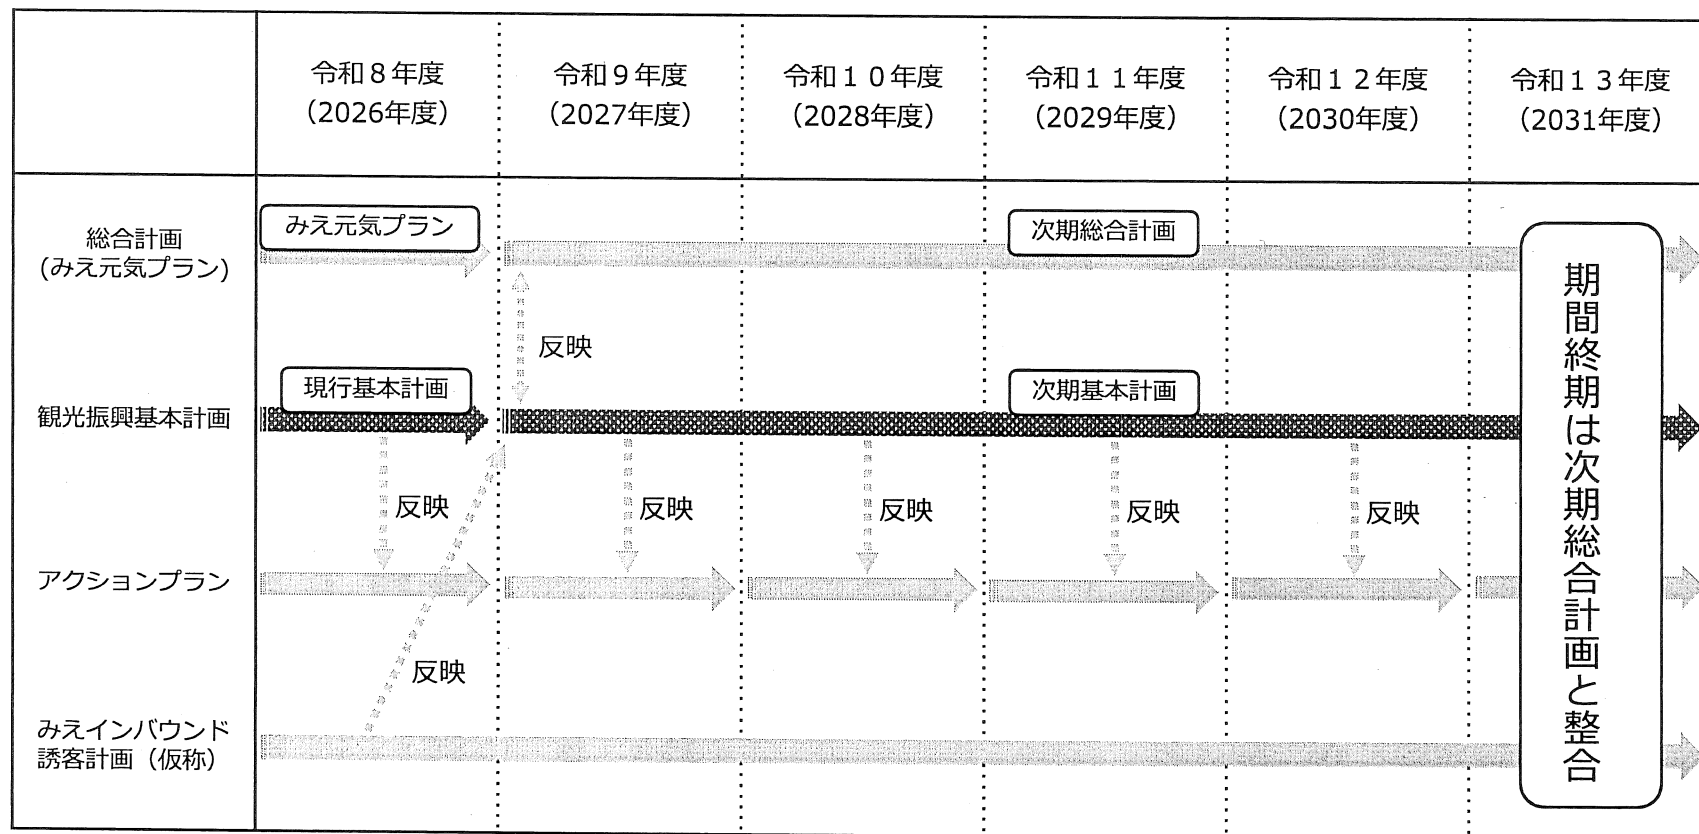 令和８年度
（2026年度）
令和９年度
（2027年度）
令和１０年度
（2028年度）
令和１１年度
（2029年度）
令和１２年度
（2030年度）
令和１３年度
（2031年度）
総合計画
(みえ元気プラン)
みえ元気プラン
次期総合計画
反映
観光振興基本計画
現行基本計画
次期基本計画
反映
反映
反映
反映
反映
アクションプラン
反映
みえインバウンド
誘客計画（仮称）
期間終期は次期総合計画と整合